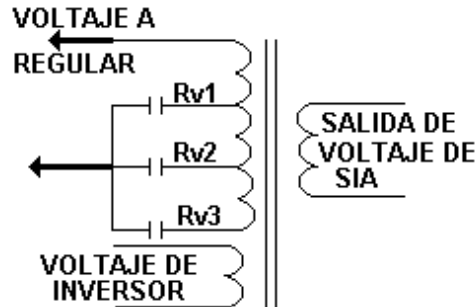 VOLTAJE A
REGULAR
Rv1
Rv2
Rv3
SALIDA DE
VOLTAJE DE
SIA
VOLTAJE DE
INVERSOR